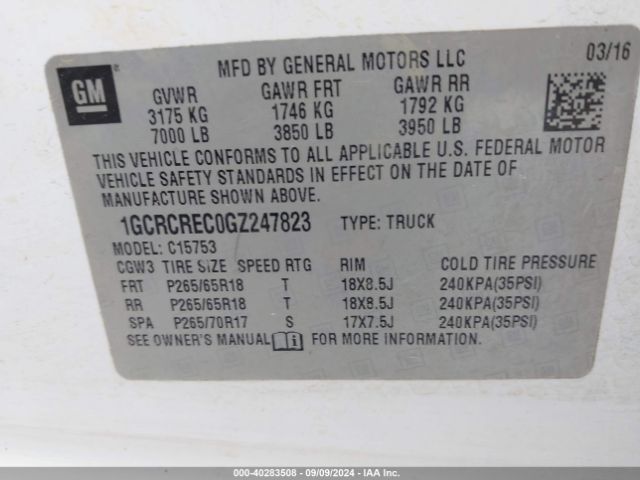 GM
MFD BY GENERAL MOTORS LLC 03/16
GVWR GAWR FRT GAWR RR
3175 KG 1746 KG 1792 KG
7000 LB 3850 LB 3950 LB
THIS VEHICLE CONFORMS TO ALL APPLICABLE U.S. FEDERAL MOTOR
VEHICLE SAFETY STANDARDS IN EFFECT ON THE DATE OF
MANUFACTURE SHOWN ABOVE.
1GCRCREC0GZ247823 TYPE: TRUCK
MODEL: C15753
CGW3 TIRE SIZE SPEED RTG RIM COLD TIRE PRESSURE
FRT P265/65R18 T 18X8.5J 240KPA(35PSI)
RR P265/65R18 T 18X8.5J 240KPA(35PSI)
SPA P265/70R17 S 17X7.5J 240KPA(35PSI)
SEE OWNER'S MANUAL FOR MORE INFORMATION.
0-000 - 40283508 - 09/09/2024 - IAA Inc.